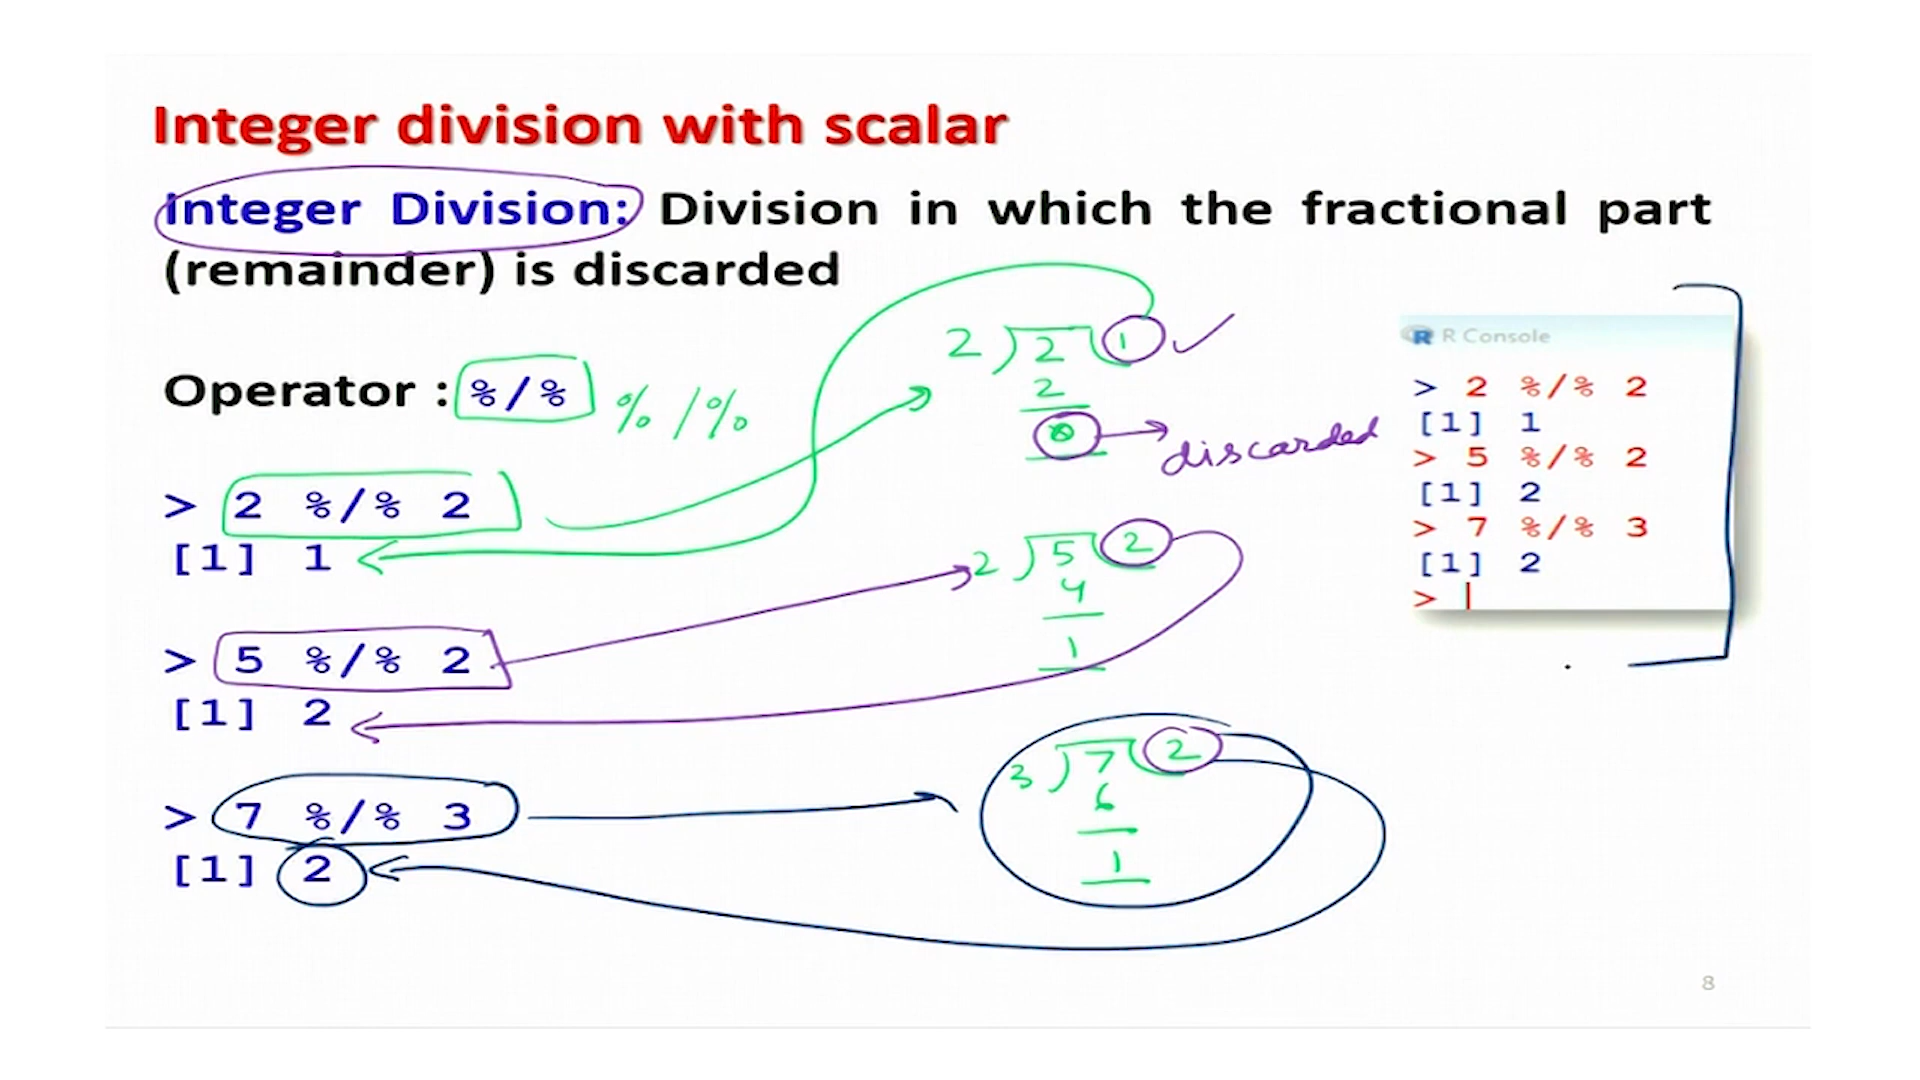 Integer division with scalar
Integer Division: Division in which the fractional part
(remainder) is discarded
Operator : %/%
% /%
> 2 %/% 2
[1] 1
> 5 %/% 2
[1] 2
> 7 %/% 3
[1] 2
2 ) 2 ( 1
2
0
discarded
2 ) 5 ( 2
4
1
3 ) 7 ( 2
6
1
R Console
> 2 %/% 2
[1] 1
> 5 %/% 2
[1] 2
> 7 %/% 3
[1] 2
> |
8